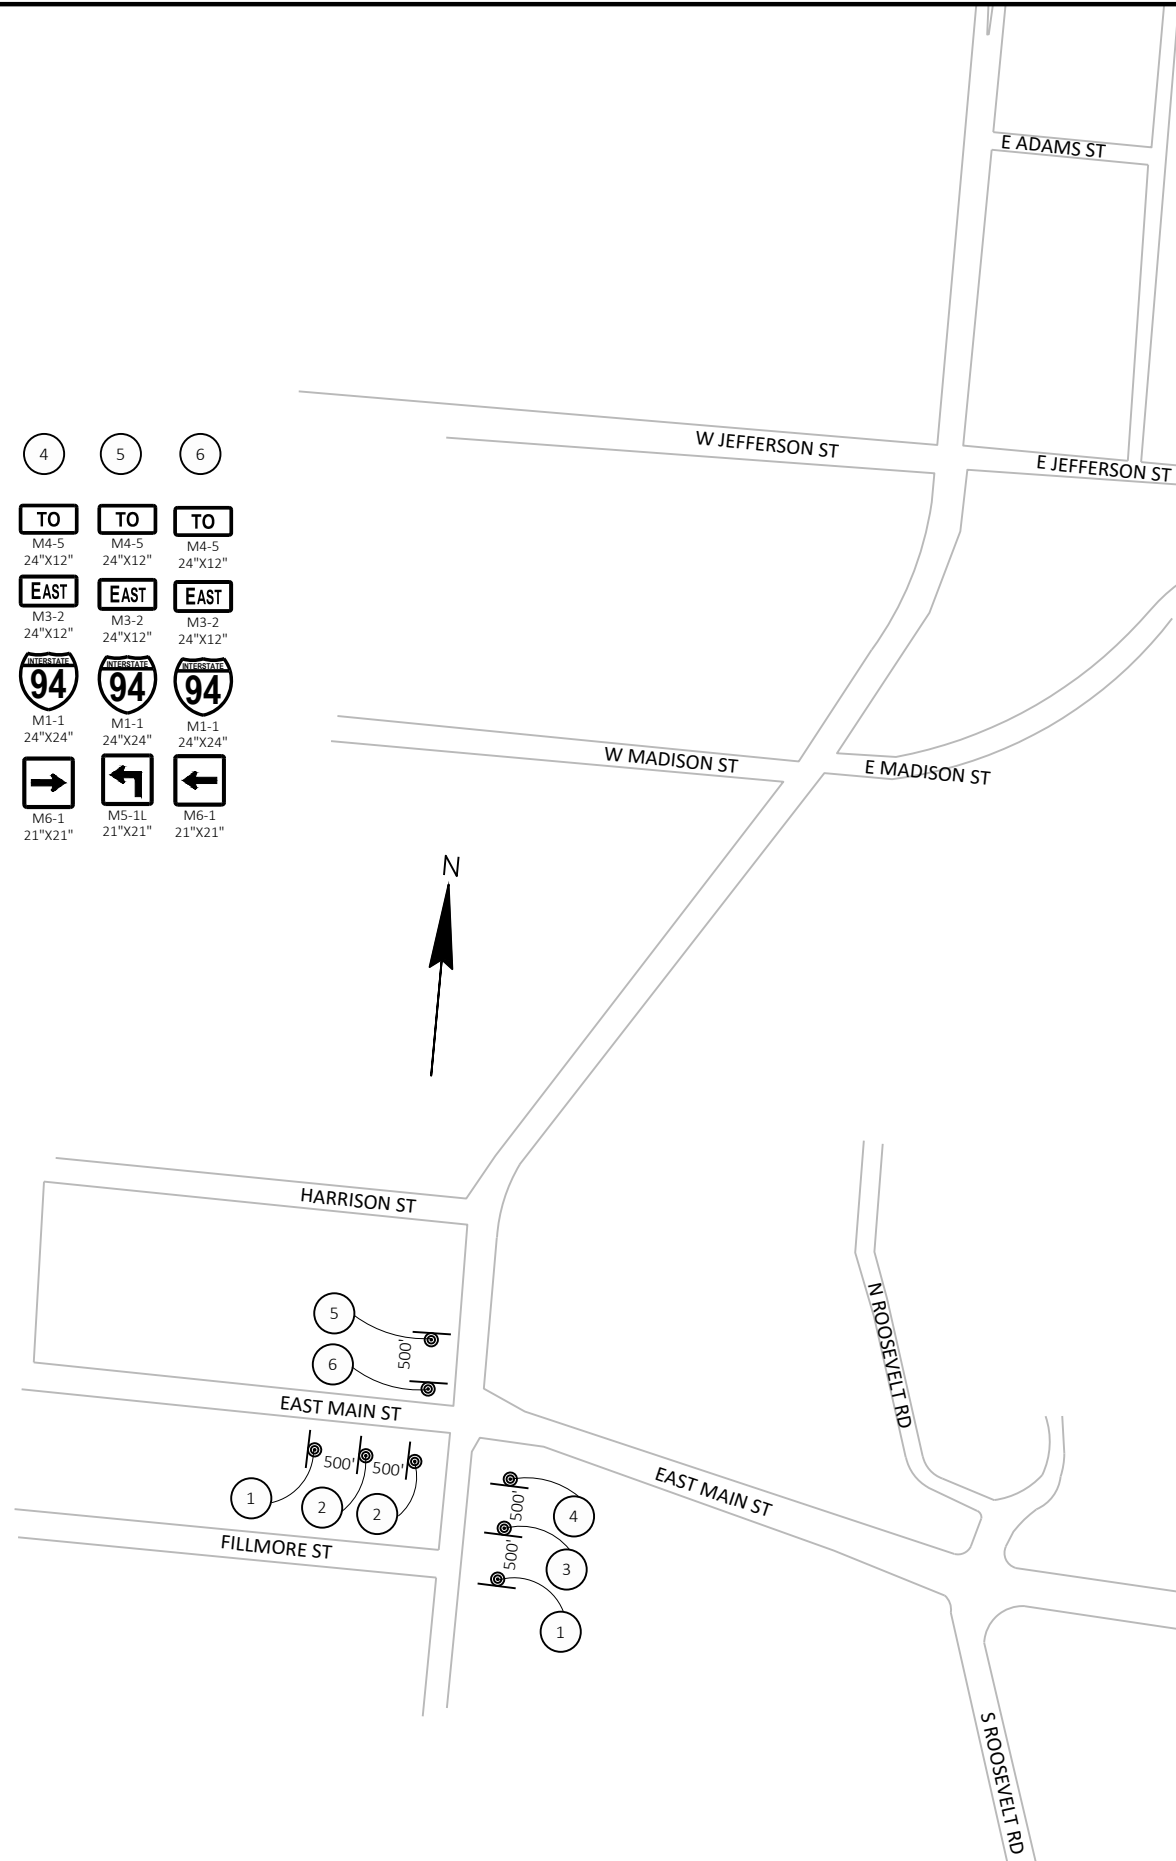 E ADAMS ST
W JEFFERSON ST
E JEFFERSON ST
4 5 6
TO TO TO
M4-5 M4-5 M4-5
24"X12" 24"X12" 24"X12"
EAST EAST EAST
M3-2 M3-2 M3-2
24"X12" 24"X12" 24"X12"
INTERSTATE INTERSTATE INTERSTATE
94 94 94
M1-1 M1-1 M1-1
24"X24" 24"X24" 24"X24"
M6-1 M5-1L M6-1
21"X21" 21"X21" 21"X21"
W MADISON ST
E MADISON ST
N
HARRISON ST
5
500'
6
N ROOSEVELT RD
EAST MAIN ST
500' 500'
1 2 2
EAST MAIN ST
500'
4
FILLMORE ST
500'
3
1
S ROOSEVELT RD